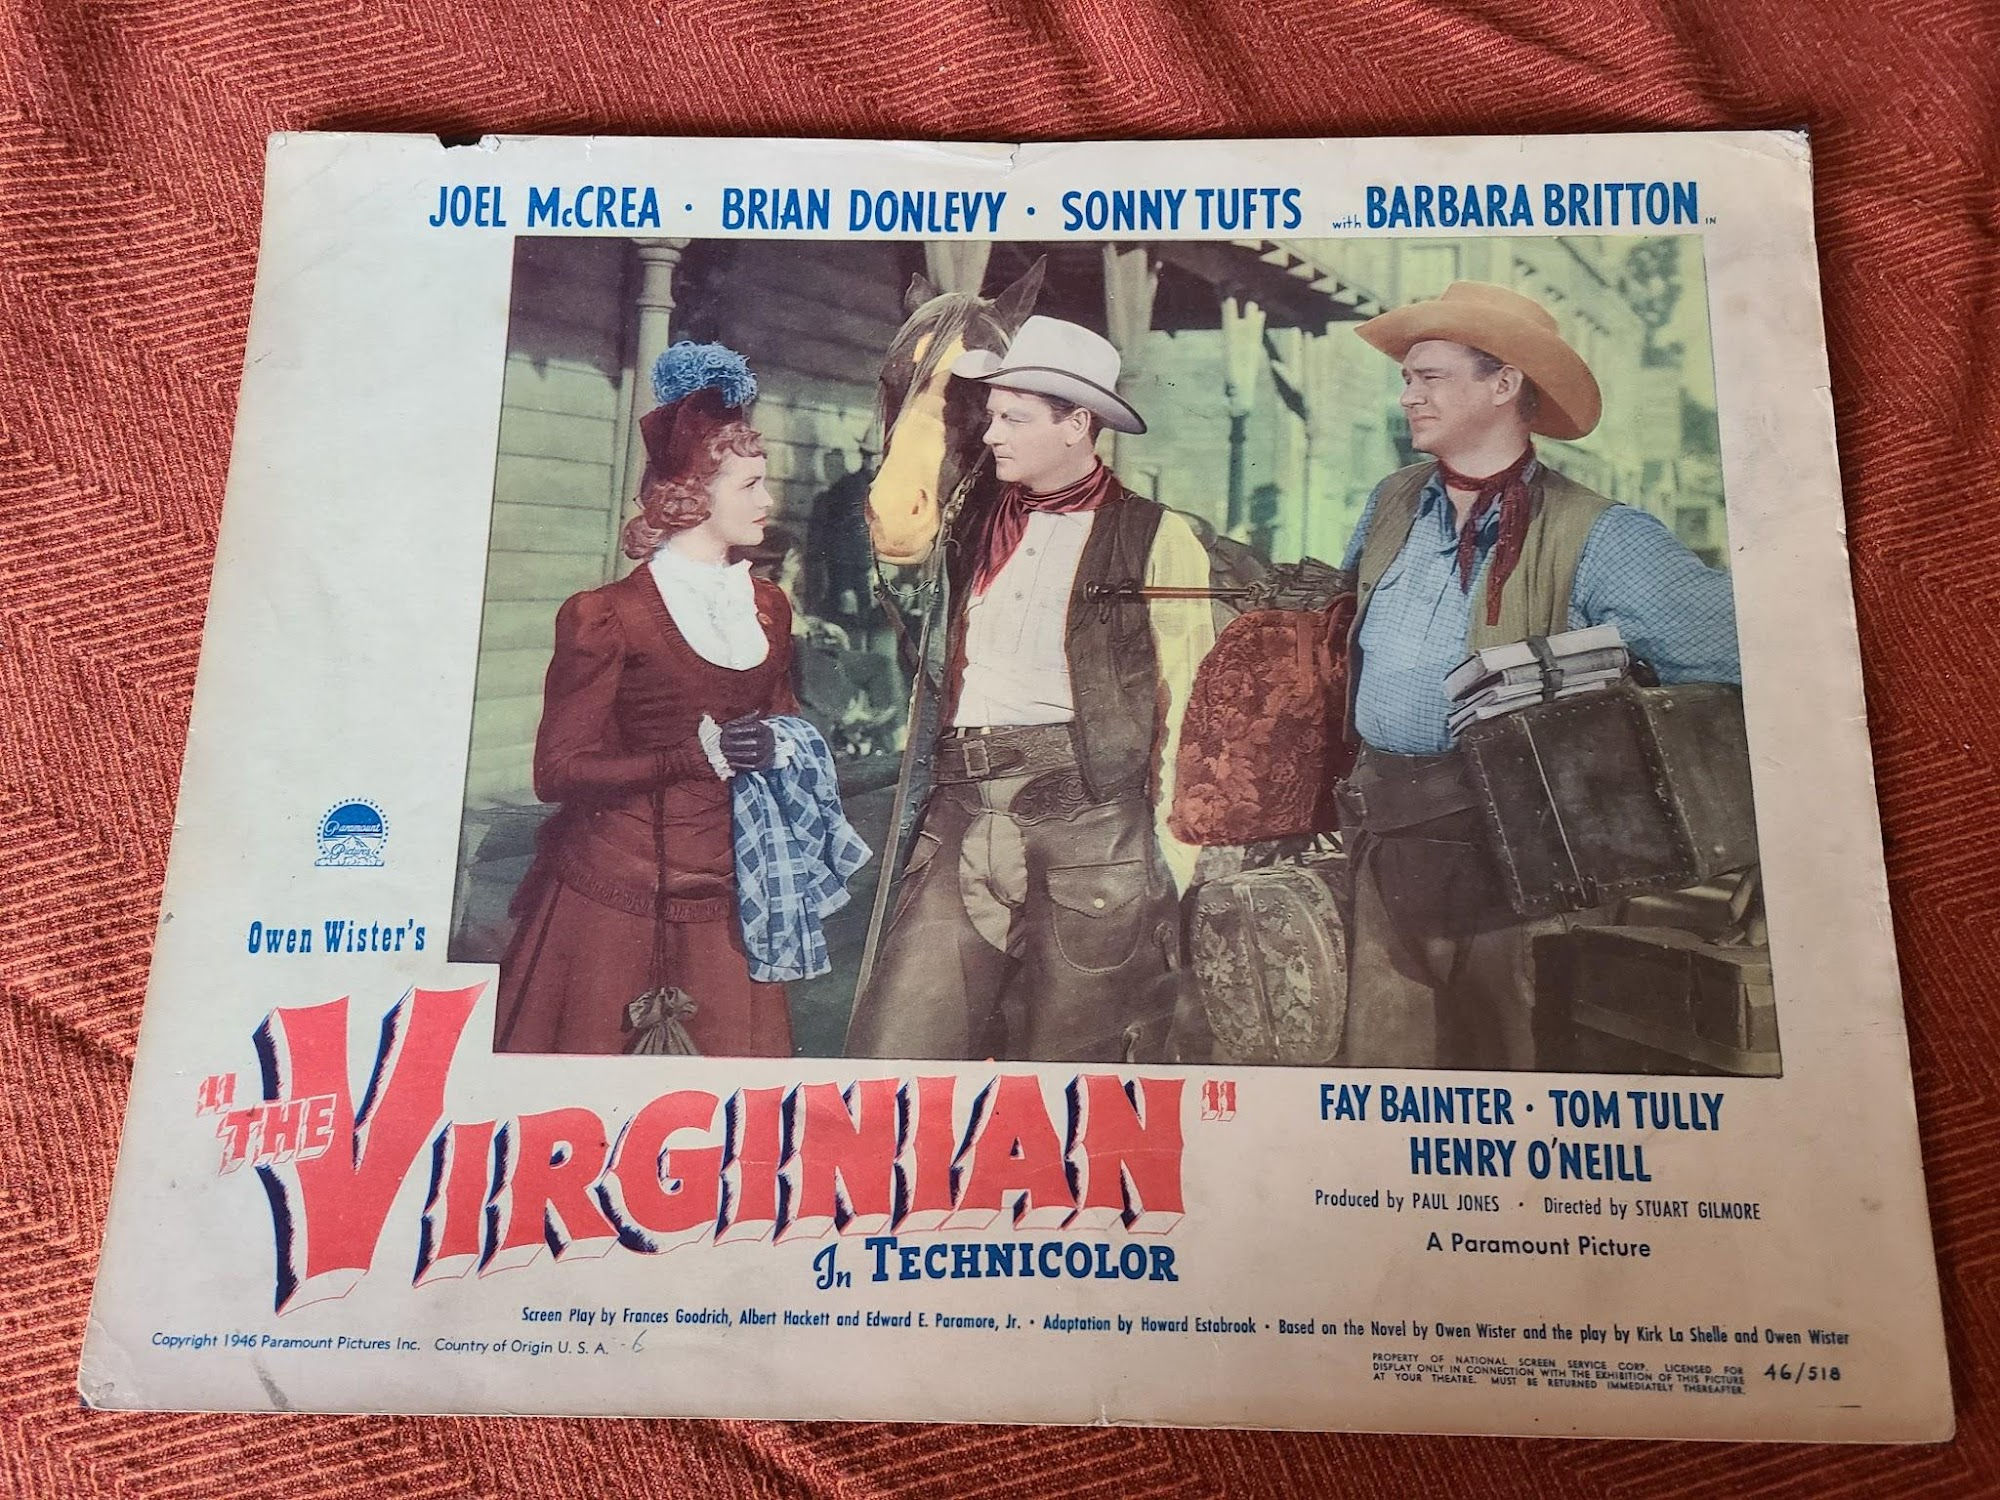 JOEL McCREA · BRIAN DONLEVY · SONNY TUFTS with BARBARA BRITTON IN
Paramount
Pictures
Owen Wister's
"THE VIRGINIAN"
In TECHNICOLOR
FAY BAINTER · TOM TULLY
HENRY O'NEILL
Produced by PAUL JONES · Directed by STUART GILMORE
A Paramount Picture
Screen Play by Frances Goodrich, Albert Hackett and Edward E. Paramore, Jr. · Adaptation by Howard Estabrook · Based on the Novel by Owen Wister and the play by Kirk La Shelle and Owen Wister
Copyright 1946 Paramount Pictures Inc. Country of Origin U. S. A. - 6
PROPERTY OF NATIONAL SCREEN SERVICE CORP. LICENSED FOR
DISPLAY ONLY IN CONNECTION WITH THE EXHIBITION OF THIS PICTURE
AT YOUR THEATRE. MUST BE RETURNED IMMEDIATELY THEREAFTER.
46/518